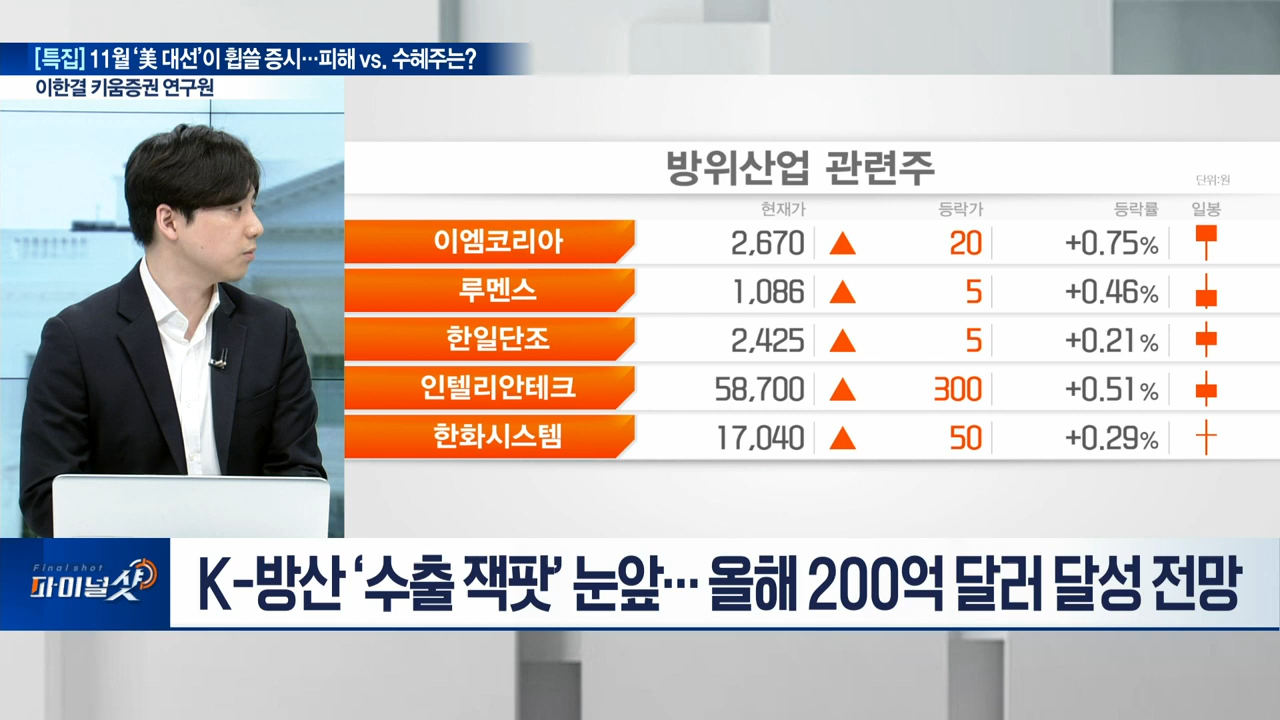 [특집] 11월 ‘美 대선’이 휩쓸 증시…피해 vs. 수혜주는?
이한결 키움증권 연구원
방위산업 관련주
단위:원
현재가 등락가 등락률 일봉
이엠코리아 2,670 ▲ 20 +0.75%
루멘스 1,086 ▲ 5 +0.46%
한일단조 2,425 ▲ 5 +0.21%
인텔리안테크 58,700 ▲ 300 +0.51%
한화시스템 17,040 ▲ 50 +0.29%
Final shot
파이널샷
K-방산 ‘수출 잭팟’ 눈앞… 올해 200억 달러 달성 전망